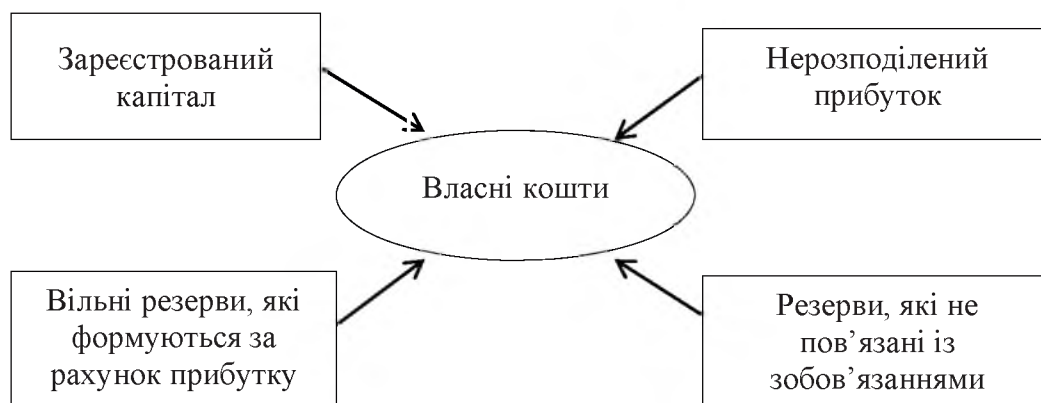 Зареєстрований
капітал
Нерозподілений
прибуток
Власні кошти
Вільні резерви, які
формуються за
рахунок прибутку
Резерви, які не
пов’язані із
зобов’язаннями